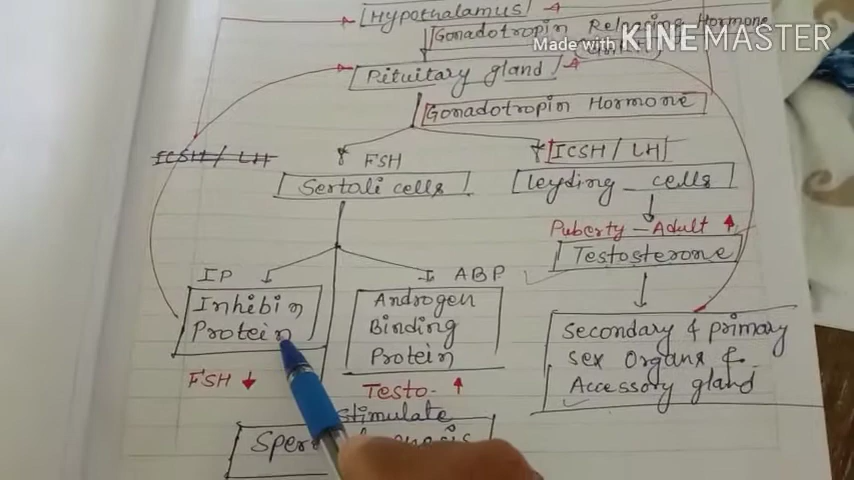 Hypothalamus
Gonadotropin Releasing Hormone
(GnRH)
Made with KINEMASTER
Pituitary gland
Gonadotropin Hormone
ICSH / LH
FSH
ICSH / LH
Sertoli cells
leyding cells
Puberty - Adult
Testosterone
IP
ABP
Inhibin
Protein
Androgen
Binding
Protein
Secondary & primary
sex organs &
Accessory gland
FSH ↓
Testo- ↑
stimulate